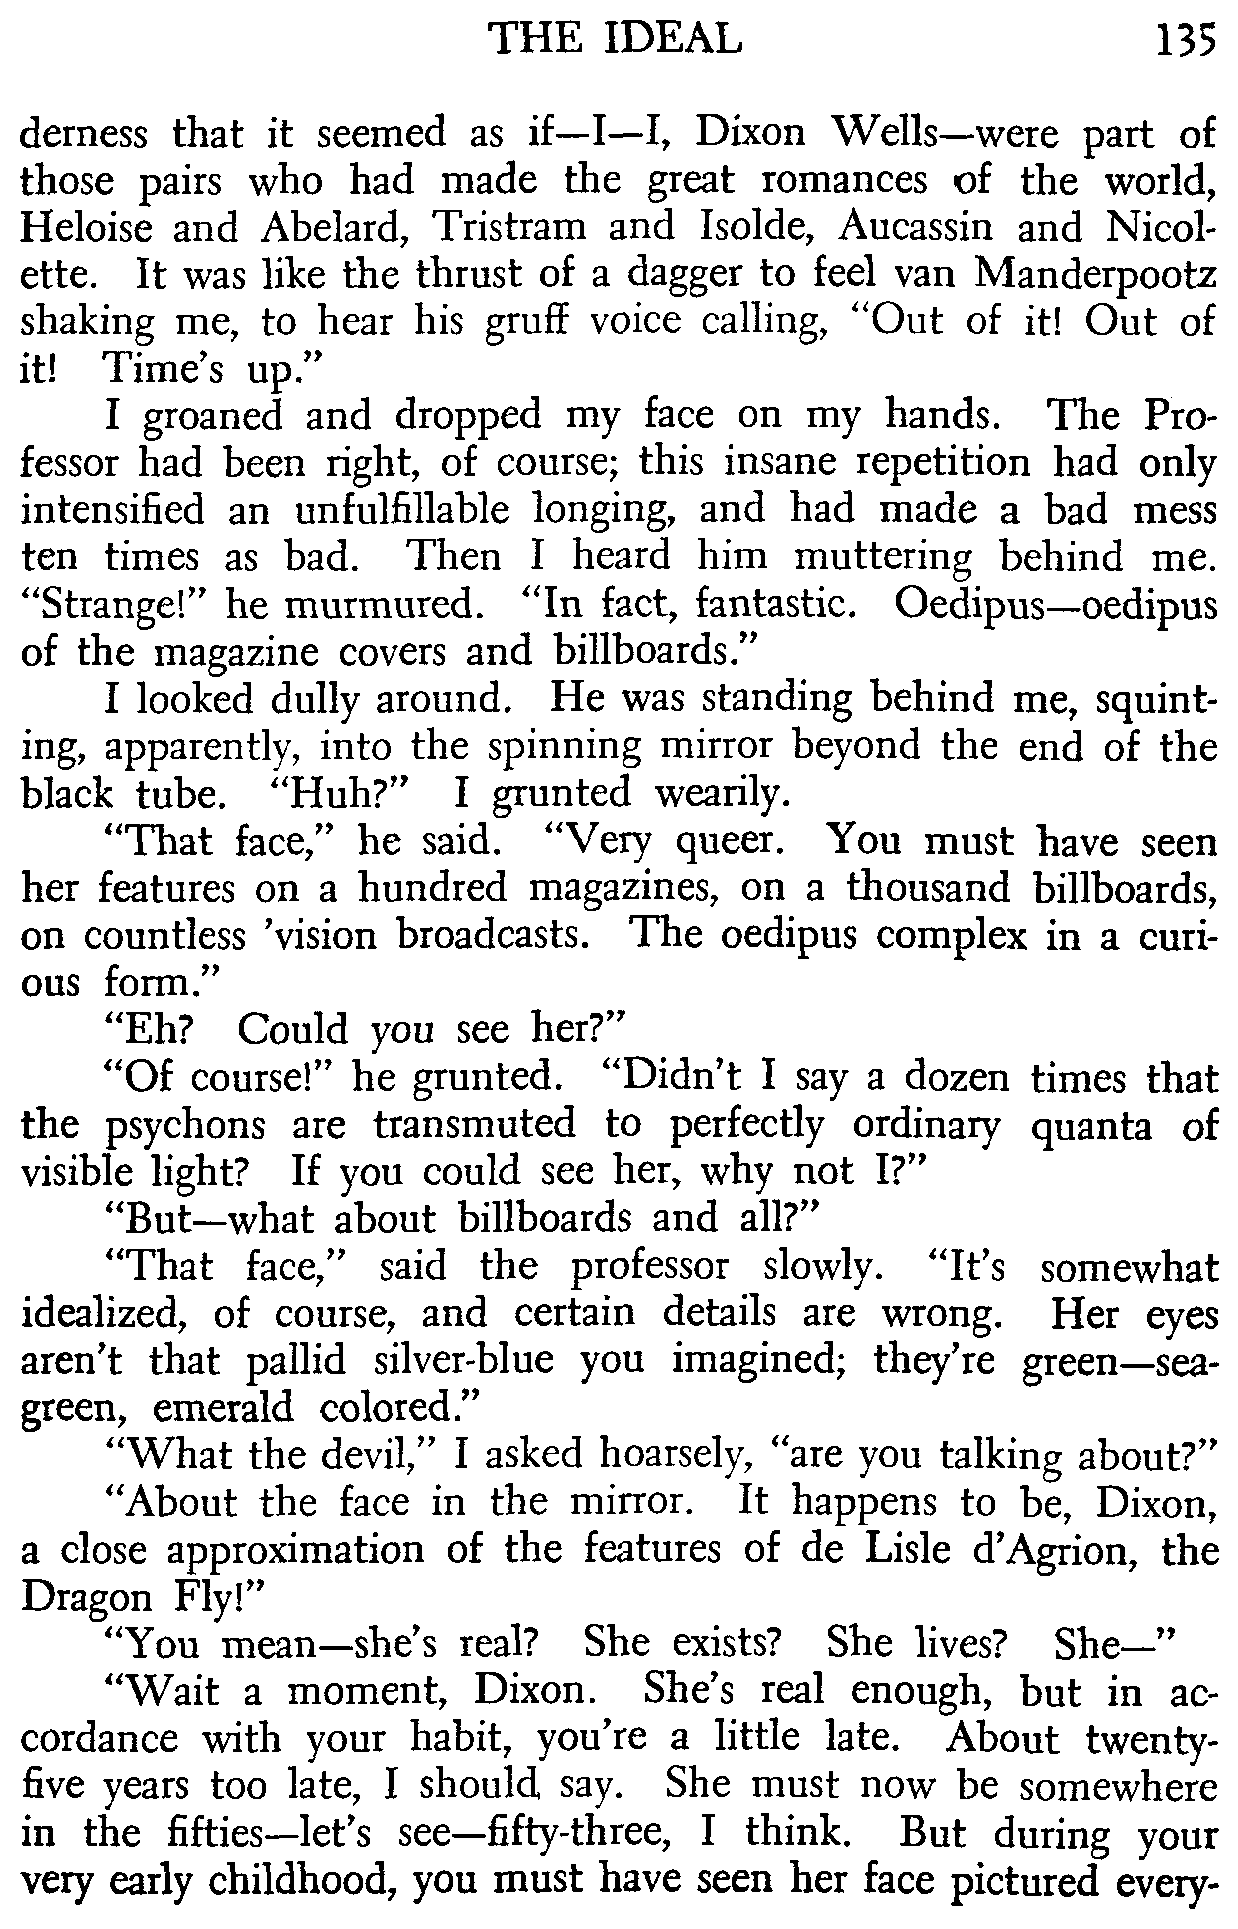 THE IDEAL 135
derness that it seemed as if—I—I, Dixon Wells—were part of
those pairs who had made the great romances of the world,
Heloise and Abelard, Tristram and Isolde, Aucassin and Nicol-
ette. It was like the thrust of a dagger to feel van Manderpootz
shaking me, to hear his gruff voice calling, “Out of it! Out of
it! Time’s up.”
I groaned and dropped my face on my hands. The Pro-
fessor had been right, of course; this insane repetition had only
intensified an unfulfillable longing, and had made a bad mess
ten times as bad. Then I heard him muttering behind me.
“Strange!” he murmured. “In fact, fantastic. Oedipus—oedipus
of the magazine covers and billboards.”
I looked dully around. He was standing behind me, squint-
ing, apparently, into the spinning mirror beyond the end of the
black tube. “Huh?” I grunted wearily.
“That face,” he said. “Very queer. You must have seen
her features on a hundred magazines, on a thousand billboards,
on countless ’vision broadcasts. The oedipus complex in a curi-
ous form.”
“Eh? Could you see her?”
“Of course!” he grunted. “Didn’t I say a dozen times that
the psychons are transmuted to perfectly ordinary quanta of
visible light? If you could see her, why not I?”
“But—what about billboards and all?”
“That face,” said the professor slowly. “It’s somewhat
idealized, of course, and certain details are wrong. Her eyes
aren’t that pallid silver-blue you imagined; they’re green—sea-
green, emerald colored.”
“What the devil,” I asked hoarsely, “are you talking about?”
“About the face in the mirror. It happens to be, Dixon,
a close approximation of the features of de Lisle d’Agrion, the
Dragon Fly!”
“You mean—she’s real? She exists? She lives? She—”
“Wait a moment, Dixon. She’s real enough, but in ac-
cordance with your habit, you’re a little late. About twenty-
five years too late, I should say. She must now be somewhere
in the fifties—let’s see—fifty-three, I think. But during your
very early childhood, you must have seen her face pictured every-